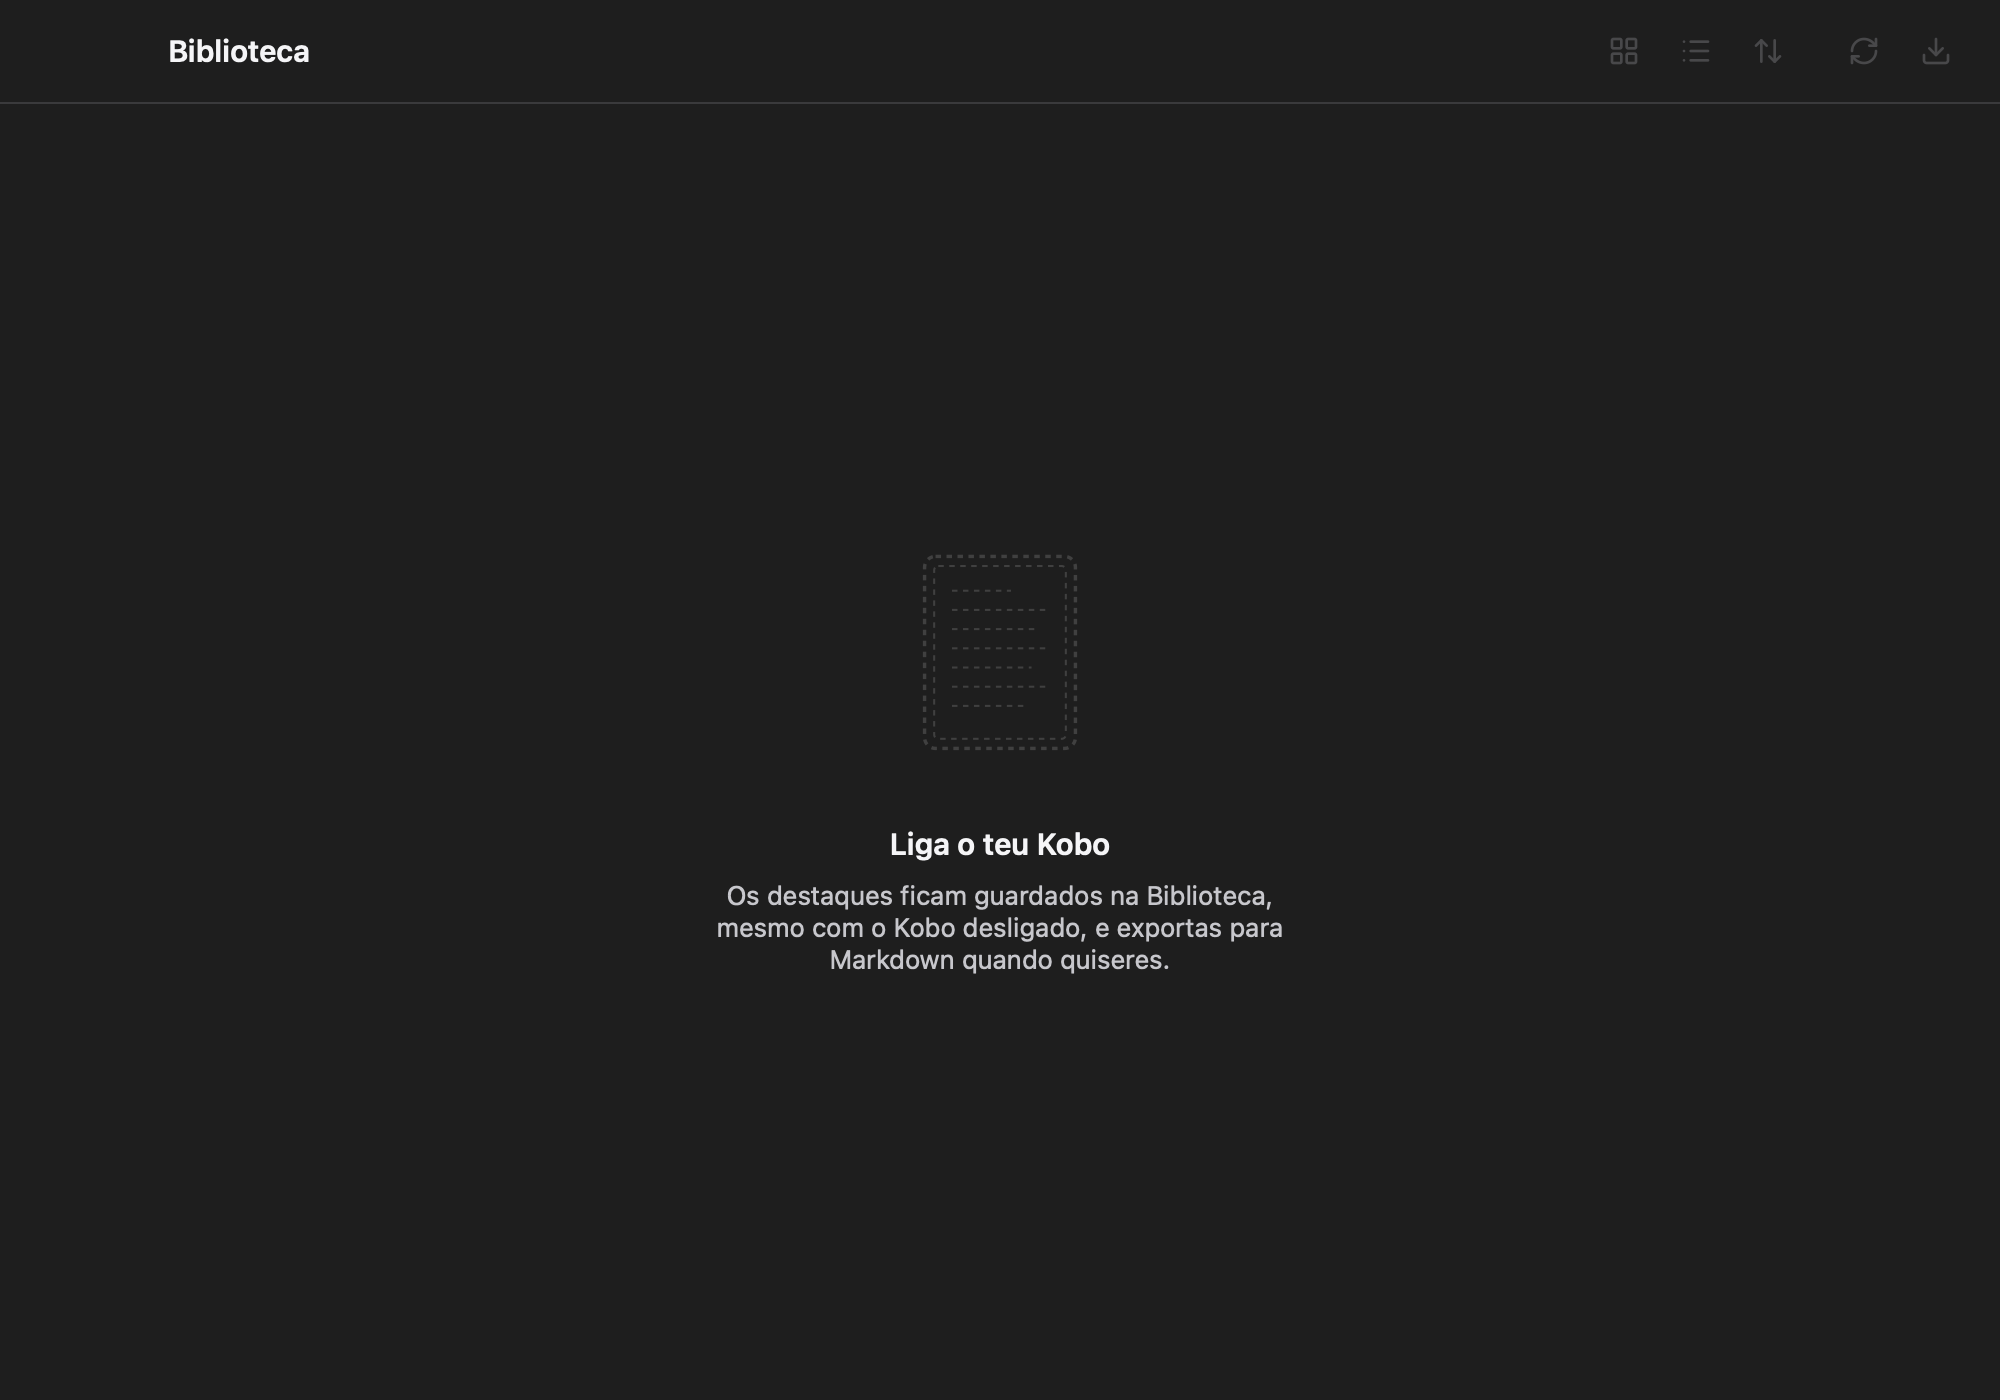 Biblioteca
Liga o teu Kobo
Os destaques ficam guardados na Biblioteca,
mesmo com o Kobo desligado, e exportas para
Markdown quando quiseres.